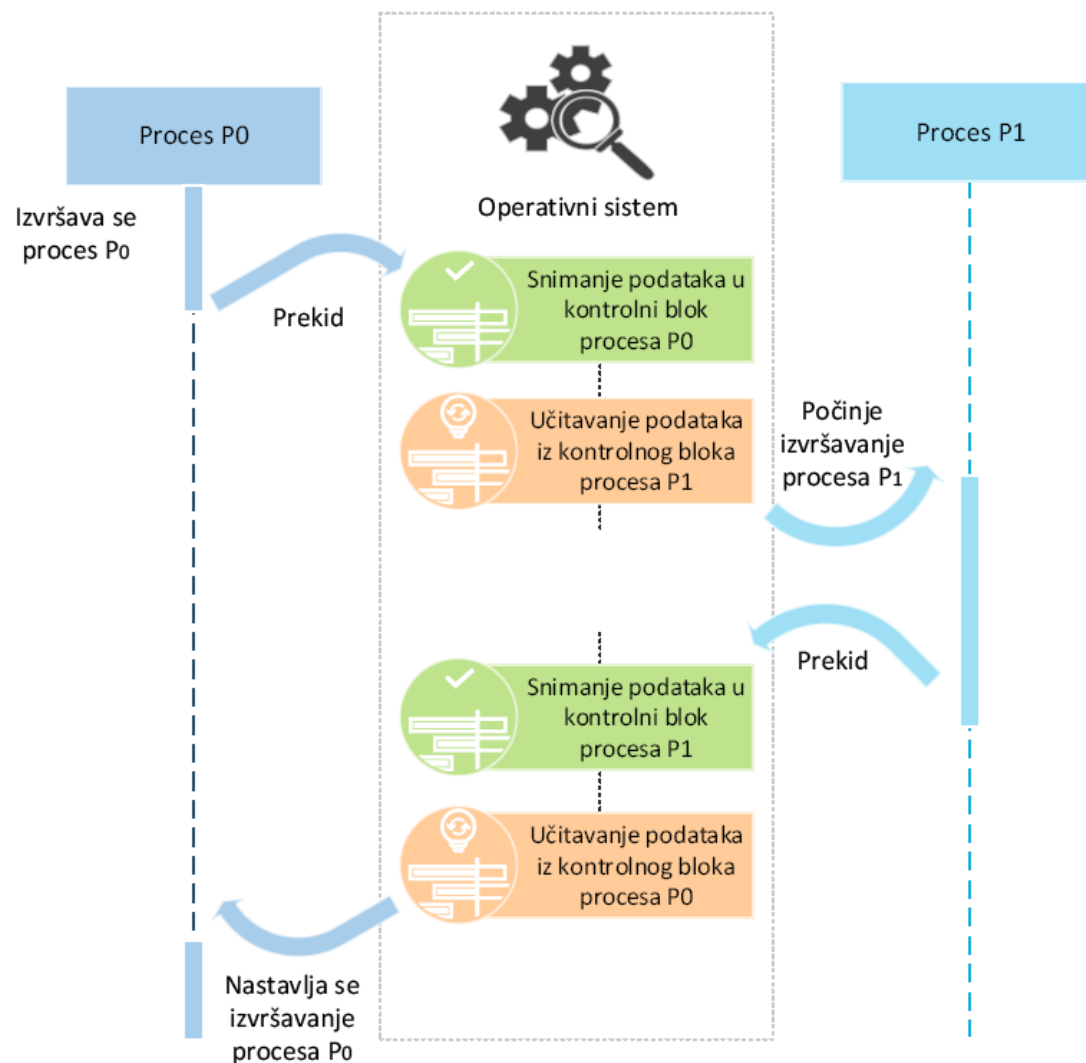 Proces P0
Operativni sistem
Proces P1
Izvršava se
proces P0
Prekid
Snimanje podataka u
kontrolni blok
procesa P0
Učitavanje podataka
iz kontrolnog bloka
procesa P1
Počinje
izvršavanje
procesa P1
Prekid
Snimanje podataka u
kontrolni blok
procesa P1
Učitavanje podataka
iz kontrolnog bloka
procesa P0
Nastavlja se
izvršavanje
procesa P0